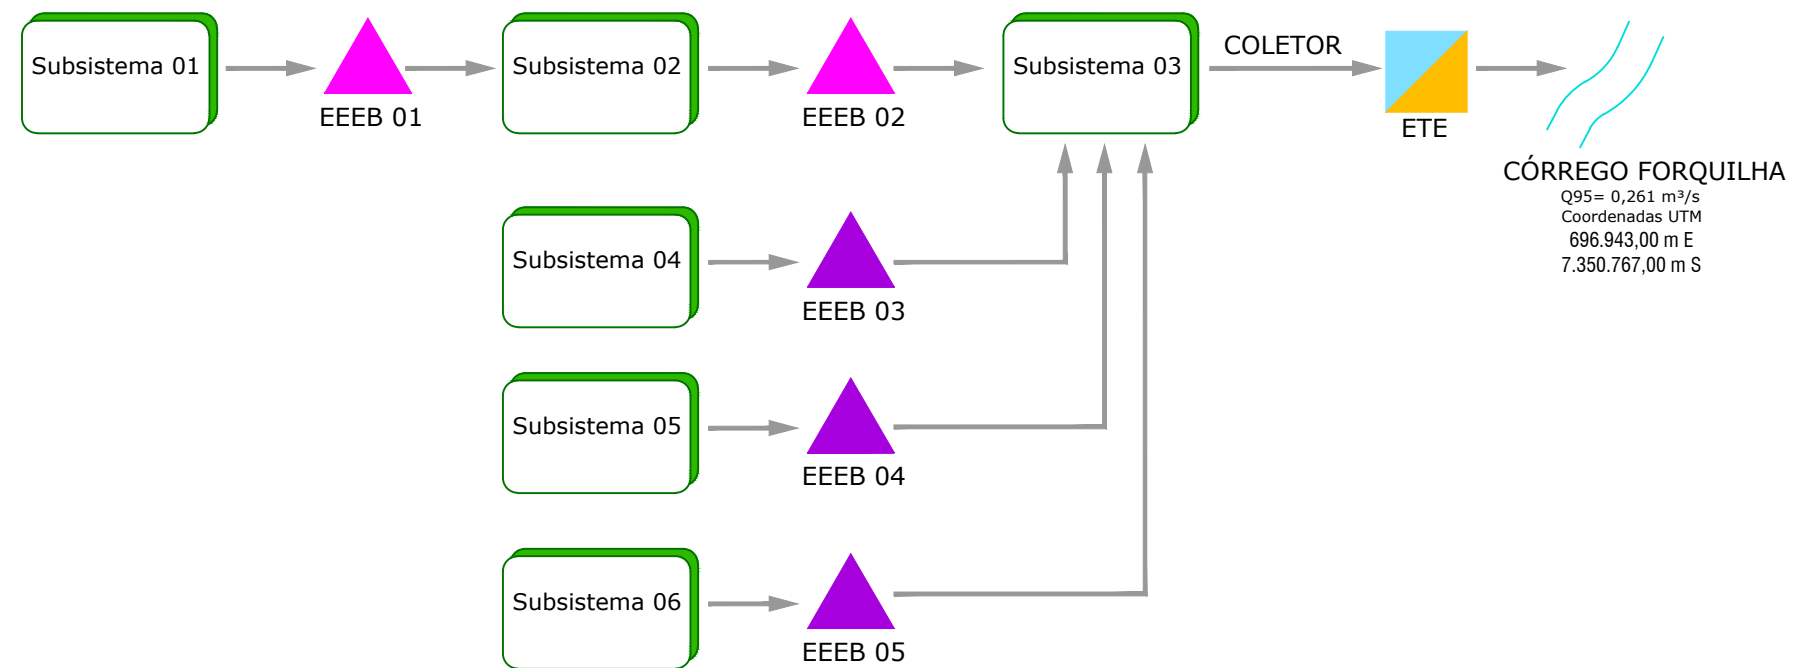 Subsistema 01
EEEB 01
Subsistema 02
EEEB 02
Subsistema 03
COLETOR
ETE
CÓRREGO FORQUILHA
Q95= 0,261 m³/s
Coordenadas UTM
696.943,00 m E
7.350.767,00 m S
Subsistema 04
EEEB 03
Subsistema 05
EEEB 04
Subsistema 06
EEEB 05